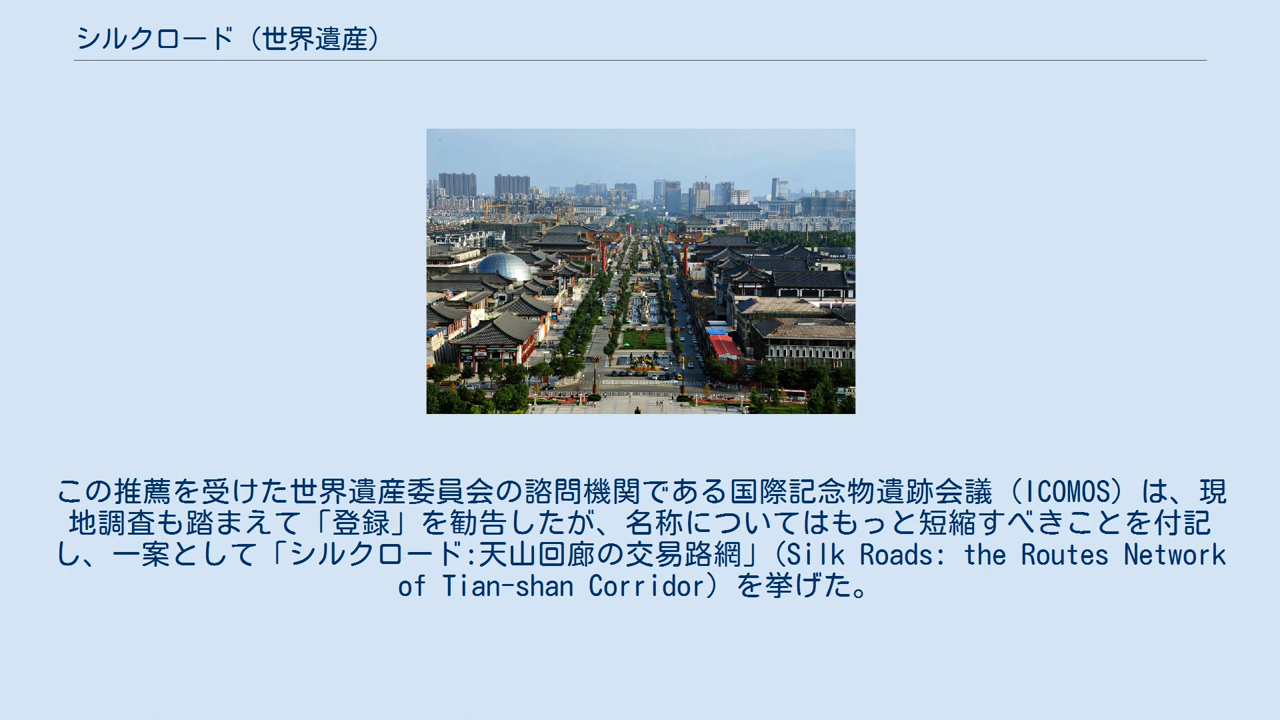 シルクロード（世界遺産）
この推薦を受けた世界遺産委員会の諮問機関である国際記念物遺跡会議（ICOMOS）は、現
地調査も踏まえて「登録」を勧告したが、名称についてはもっと短縮すべきことを付記
し、一案として「シルクロード:天山回廊の交易路網」（Silk Roads: the Routes Network
of Tian-shan Corridor）を挙げた。